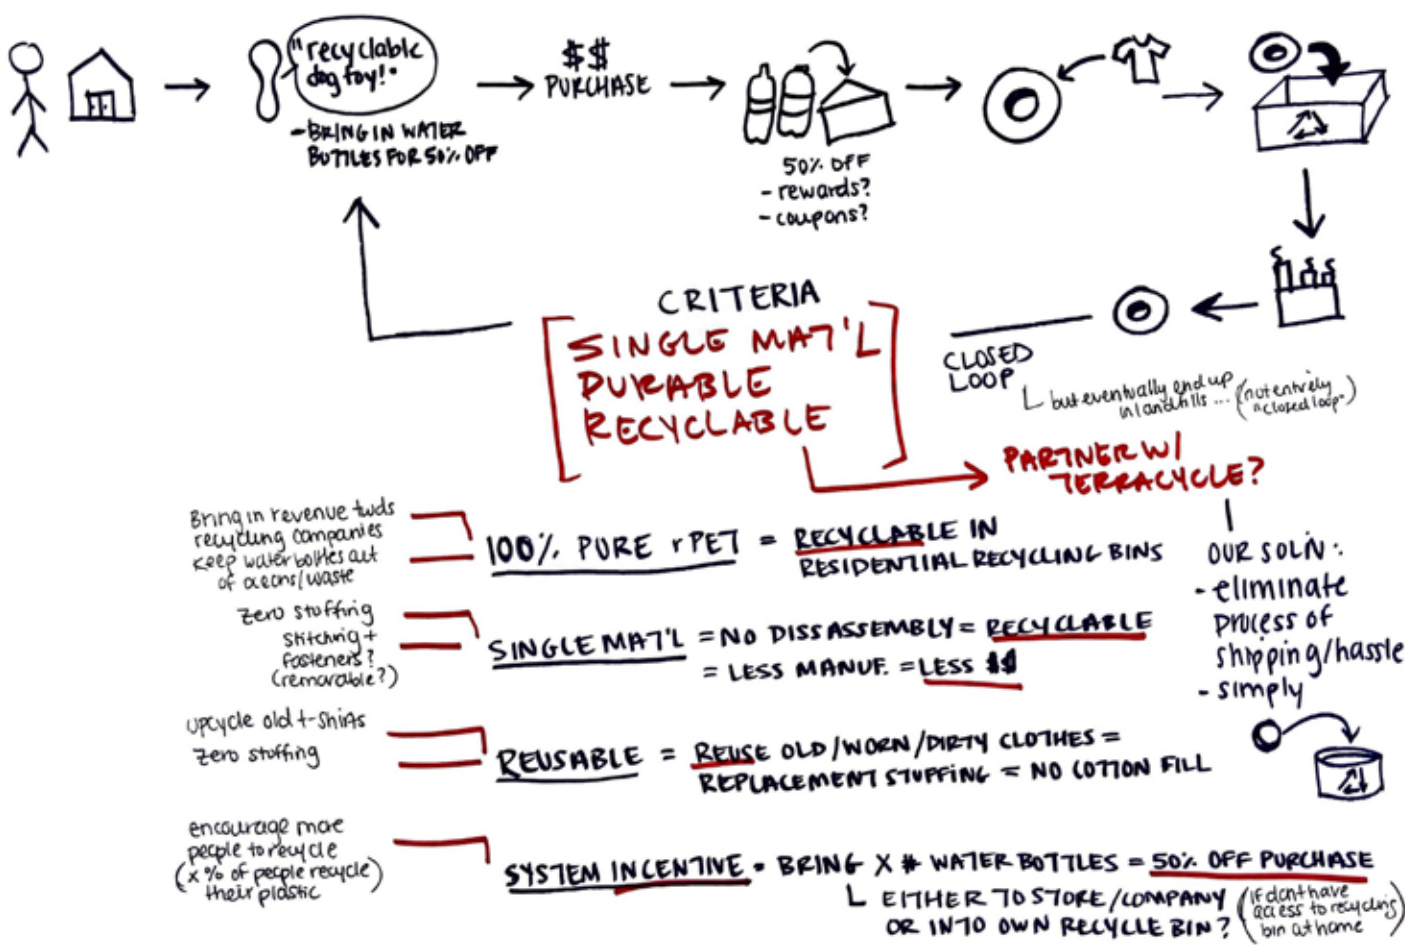 "recyclable
dog toy!"
- BRING IN WATER
BOTTLES FOR 50% OFF
$$
PURCHASE
50% OFF
- rewards?
- coupons?
CRITERIA
SINGLE MAT'L
DURABLE
RECYCLABLE
CLOSED
LOOP
but eventually end up
in landfills ...
(not entirely
"closed loop")
PARTNER W/
TERRACYCLE?
OUR SOL'N:
- eliminate
process of
shipping/hassle
- simply
Bring in revenue twds
recycling companies
keep water bottles out
of oceans/waste
100% PURE rPET = RECYCLABLE IN
RESIDENTIAL RECYCLING BINS
Zero stuffing
Stitching +
fasteners?
(removable?)
SINGLE MAT'L = NO DISSASSEMBLY = RECYCLABLE
= LESS MANUF. = LESS $$
upcycle old t-shirts
Zero stuffing
REUSABLE = REUSE OLD/WORN/DIRTY CLOTHES =
REPLACEMENT STUFFING = NO COTTON FILL
encourage more
people to recycle
(x % of people recycle
their plastic)
SYSTEM INCENTIVE = BRING X # WATER BOTTLES = 50% OFF PURCHASE
EITHER TO STORE/COMPANY
OR INTO OWN RECYCLE BIN?
(if dont have
access to recycling
bin at home)